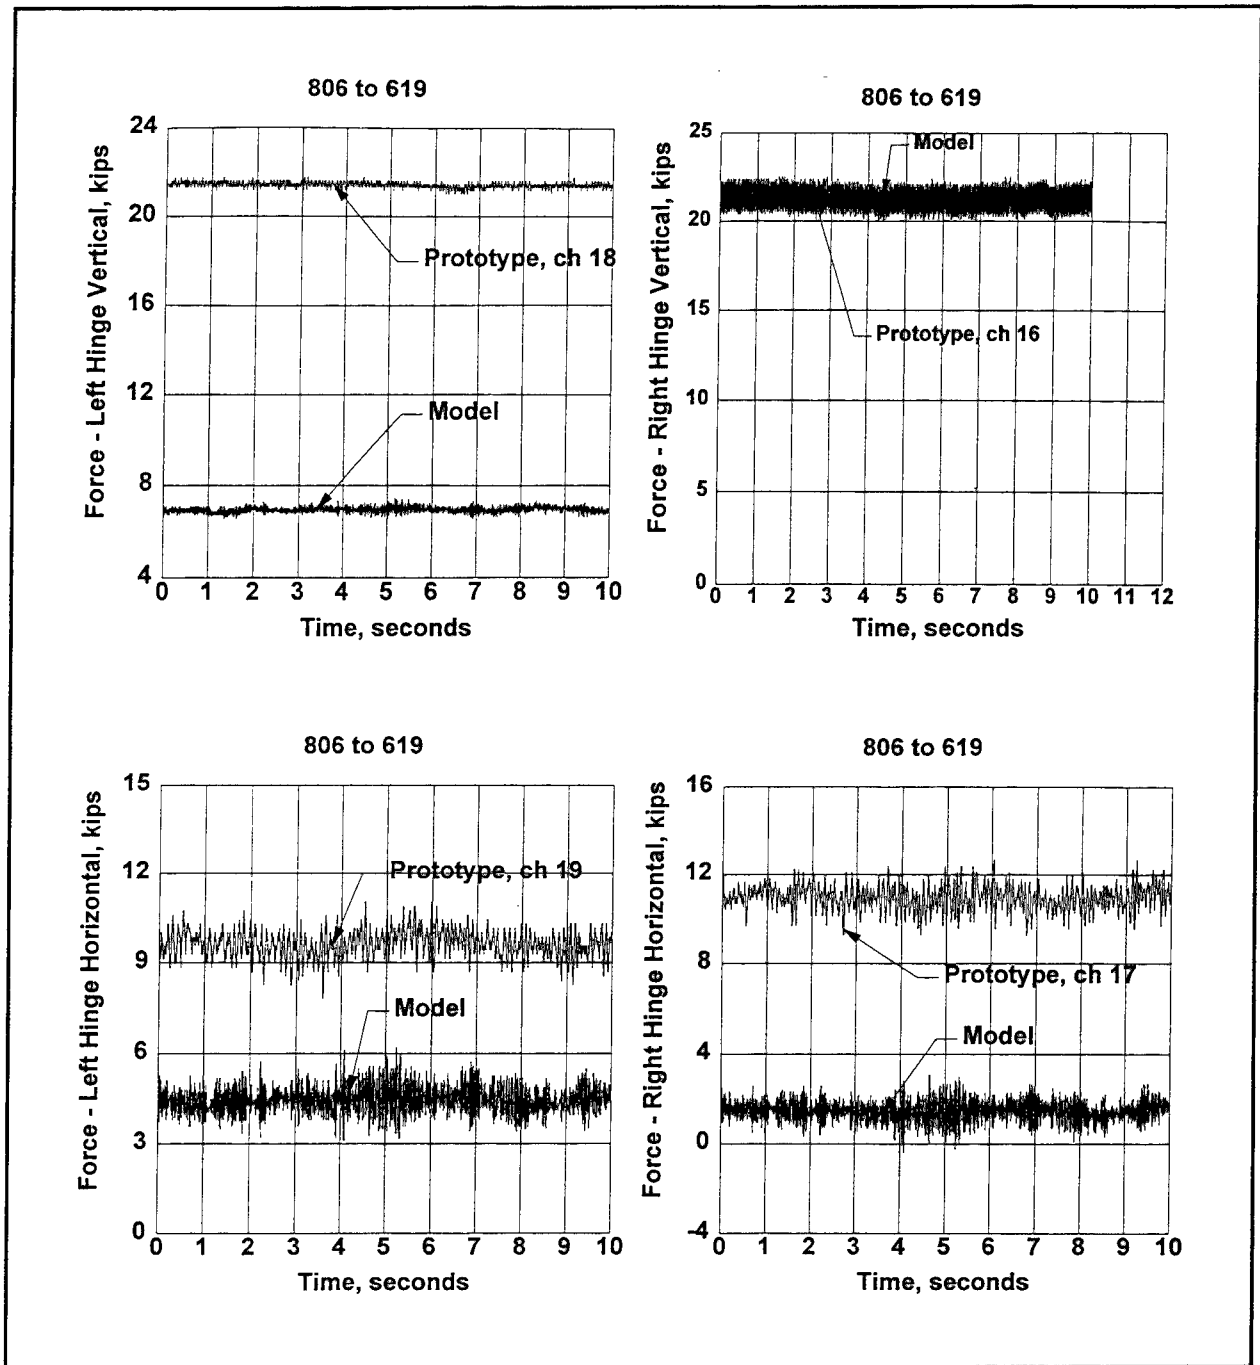 806 to 619
Force - Left Hinge Vertical, kips
24
20
16
12
8
4
Prototype, ch 18
Model
0 1 2 3 4 5 6 7 8 9 10
Time, seconds
806 to 619
Force - Right Hinge Vertical, kips
25
20
15
10
5
0
Model
Prototype, ch 16
0 1 2 3 4 5 6 7 8 9 10 11 12
Time, seconds
806 to 619
Force - Left Hinge Horizontal, kips
15
12
9
6
3
0
Prototype, ch 19
Model
0 1 2 3 4 5 6 7 8 9 10
Time, seconds
806 to 619
Force - Right Hinge Horizontal, kips
16
12
8
4
0
-4
Prototype, ch 17
Model
0 1 2 3 4 5 6 7 8 9 10
Time, seconds